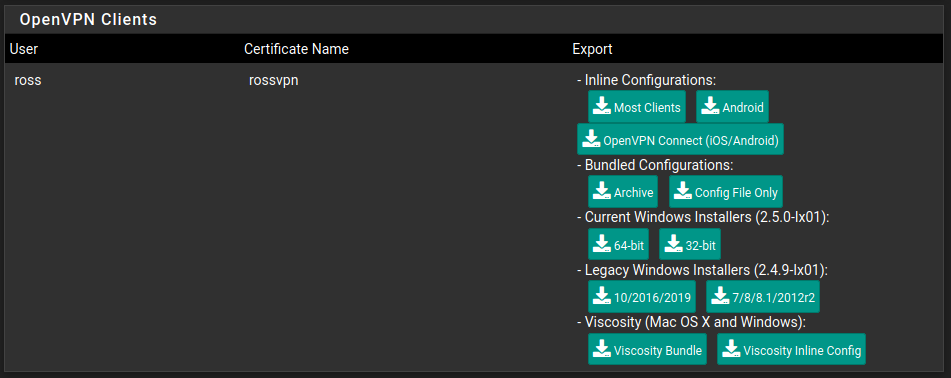 OpenVPN Clients
User Certificate Name Export
ross rossvpn - Inline Configurations:
Most Clients Android
OpenVPN Connect (iOS/Android)
- Bundled Configurations:
Archive Config File Only
- Current Windows Installers (2.5.0-Ix01):
64-bit 32-bit
- Legacy Windows Installers (2.4.9-Ix01):
10/2016/2019 7/8/8.1/2012r2
- Viscosity (Mac OS X and Windows):
Viscosity Bundle Viscosity Inline Config